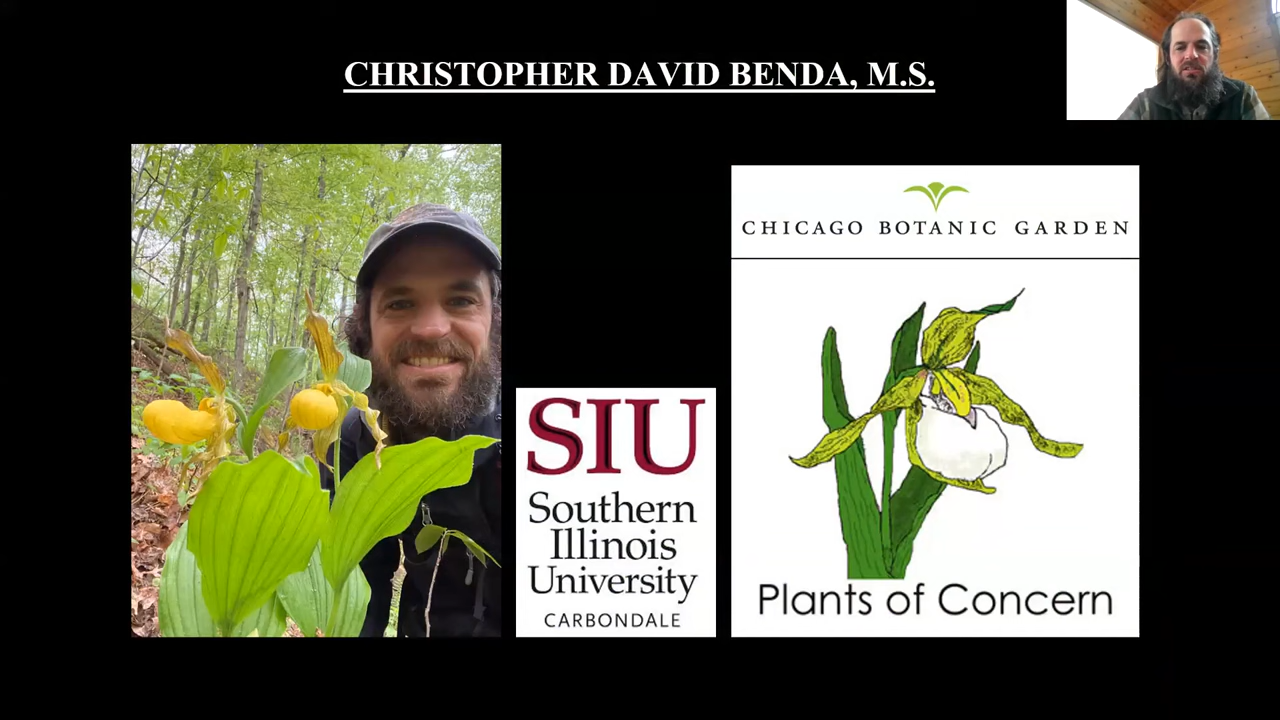 CHRISTOPHER DAVID BENDA, M.S.
SIU
Southern
Illinois
University
CARBONDALE
CHICAGO BOTANIC GARDEN
Plants of Concern